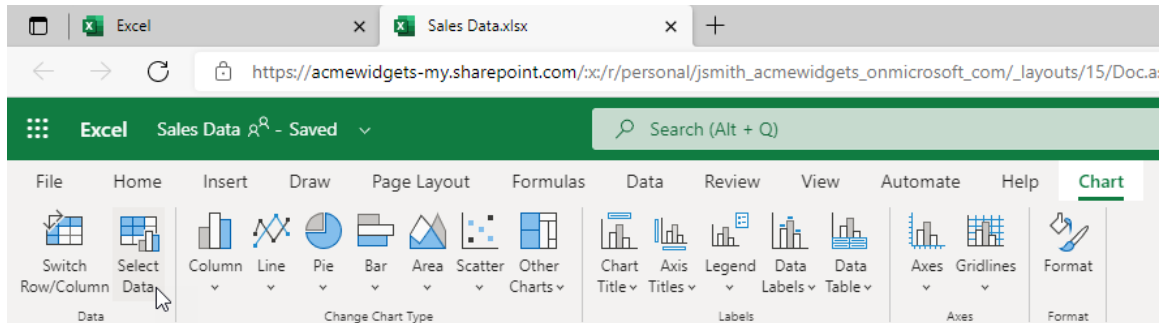 Excel
Sales Data.xlsx
https://acmewidgets-my.sharepoint.com/:x:/r/personal/jsmith_acmewidgets_onmicrosoft_com/_layouts/15/Doc.as
Excel Sales Data - Saved
Search (Alt + Q)
File Home Insert Draw Page Layout Formulas Data Review View Automate Help Chart
Switch Select Column Line Pie Bar Area Scatter Other Chart Axis Legend Data Data Axes Gridlines Format
Row/Column Data Charts Title Titles Labels Table
Data Change Chart Type Labels Axes Format